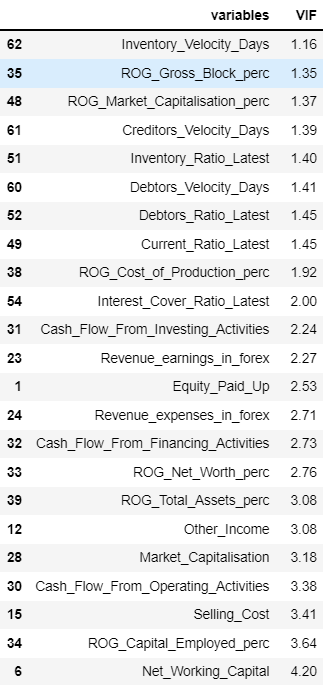 variables VIF
62 Inventory_Velocity_Days 1.16
35 ROG_Gross_Block_perc 1.35
48 ROG_Market_Capitalisation_perc 1.37
61 Creditors_Velocity_Days 1.39
51 Inventory_Ratio_Latest 1.40
60 Debtors_Velocity_Days 1.41
52 Debtors_Ratio_Latest 1.45
49 Current_Ratio_Latest 1.45
38 ROG_Cost_of_Production_perc 1.92
54 Interest_Cover_Ratio_Latest 2.00
31 Cash_Flow_From_Investing_Activities 2.24
23 Revenue_earnings_in_forex 2.27
1 Equity_Paid_Up 2.53
24 Revenue_expenses_in_forex 2.71
32 Cash_Flow_From_Financing_Activities 2.73
33 ROG_Net_Worth_perc 2.76
39 ROG_Total_Assets_perc 3.08
12 Other_Income 3.08
28 Market_Capitalisation 3.18
30 Cash_Flow_From_Operating_Activities 3.38
15 Selling_Cost 3.41
34 ROG_Capital_Employed_perc 3.64
6 Net_Working_Capital 4.20